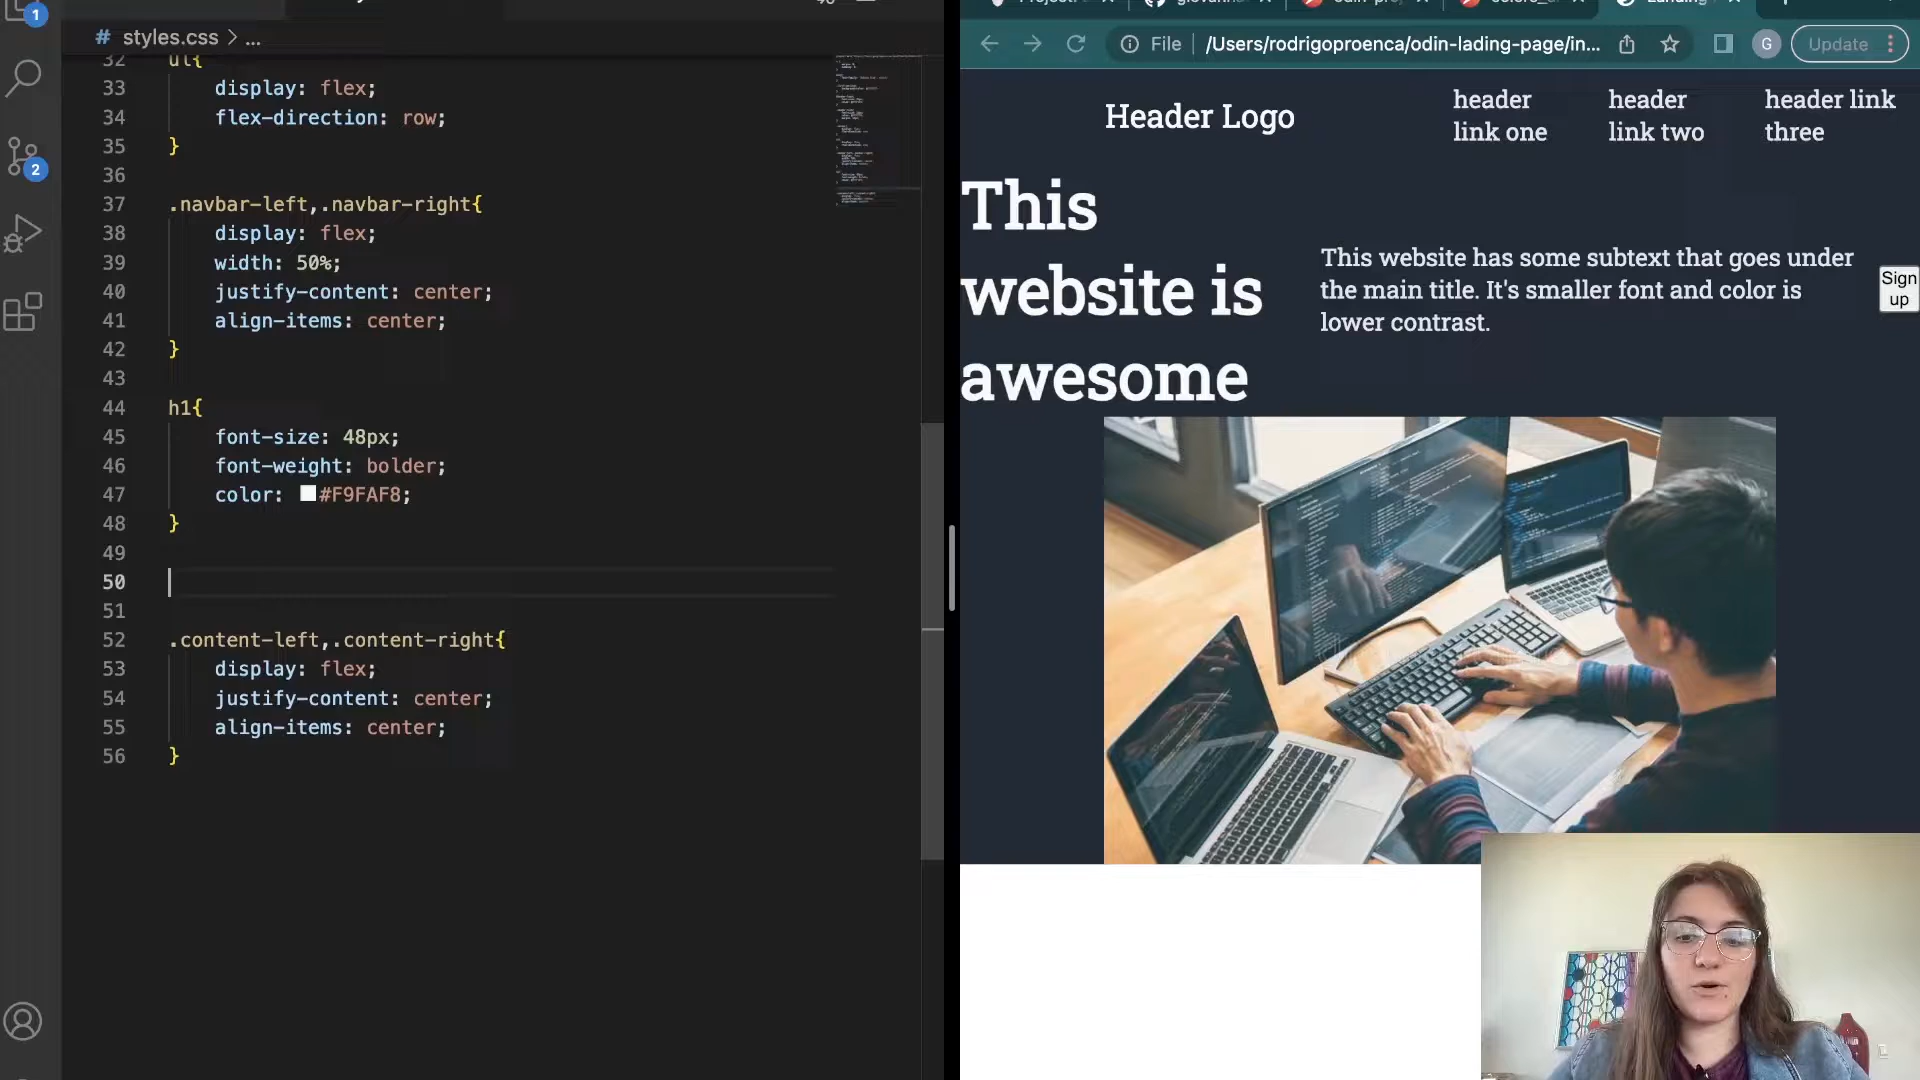 1
# styles.css > ...
32 ul{
33 display: flex;
34 flex-direction: row;
35 }
36
37 .navbar-left,.navbar-right{
38 display: flex;
39 width: 50%;
40 justify-content: center;
41 align-items: center;
42 }
43
44 h1{
45 font-size: 48px;
46 font-weight: bolder;
47 color: #F9FAF8;
48 }
49
50
51
52 .content-left,.content-right{
53 display: flex;
54 justify-content: center;
55 align-items: center;
56 }
2
File
/Users/rodrigoproenca/odin-lading-page/in...
G
Update
Header Logo
header
link one
header
link two
header link
three
This
website is
awesome
This website has some subtext that goes under
the main title. It's smaller font and color is
lower contrast.
Sign
up